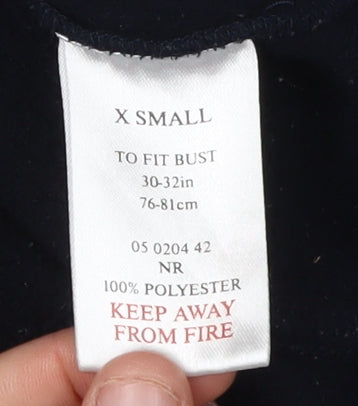 X SMALL
TO FIT BUST
30-32in
76-81cm
05 0204 42
NR
100% POLYESTER
KEEP AWAY
FROM FIRE